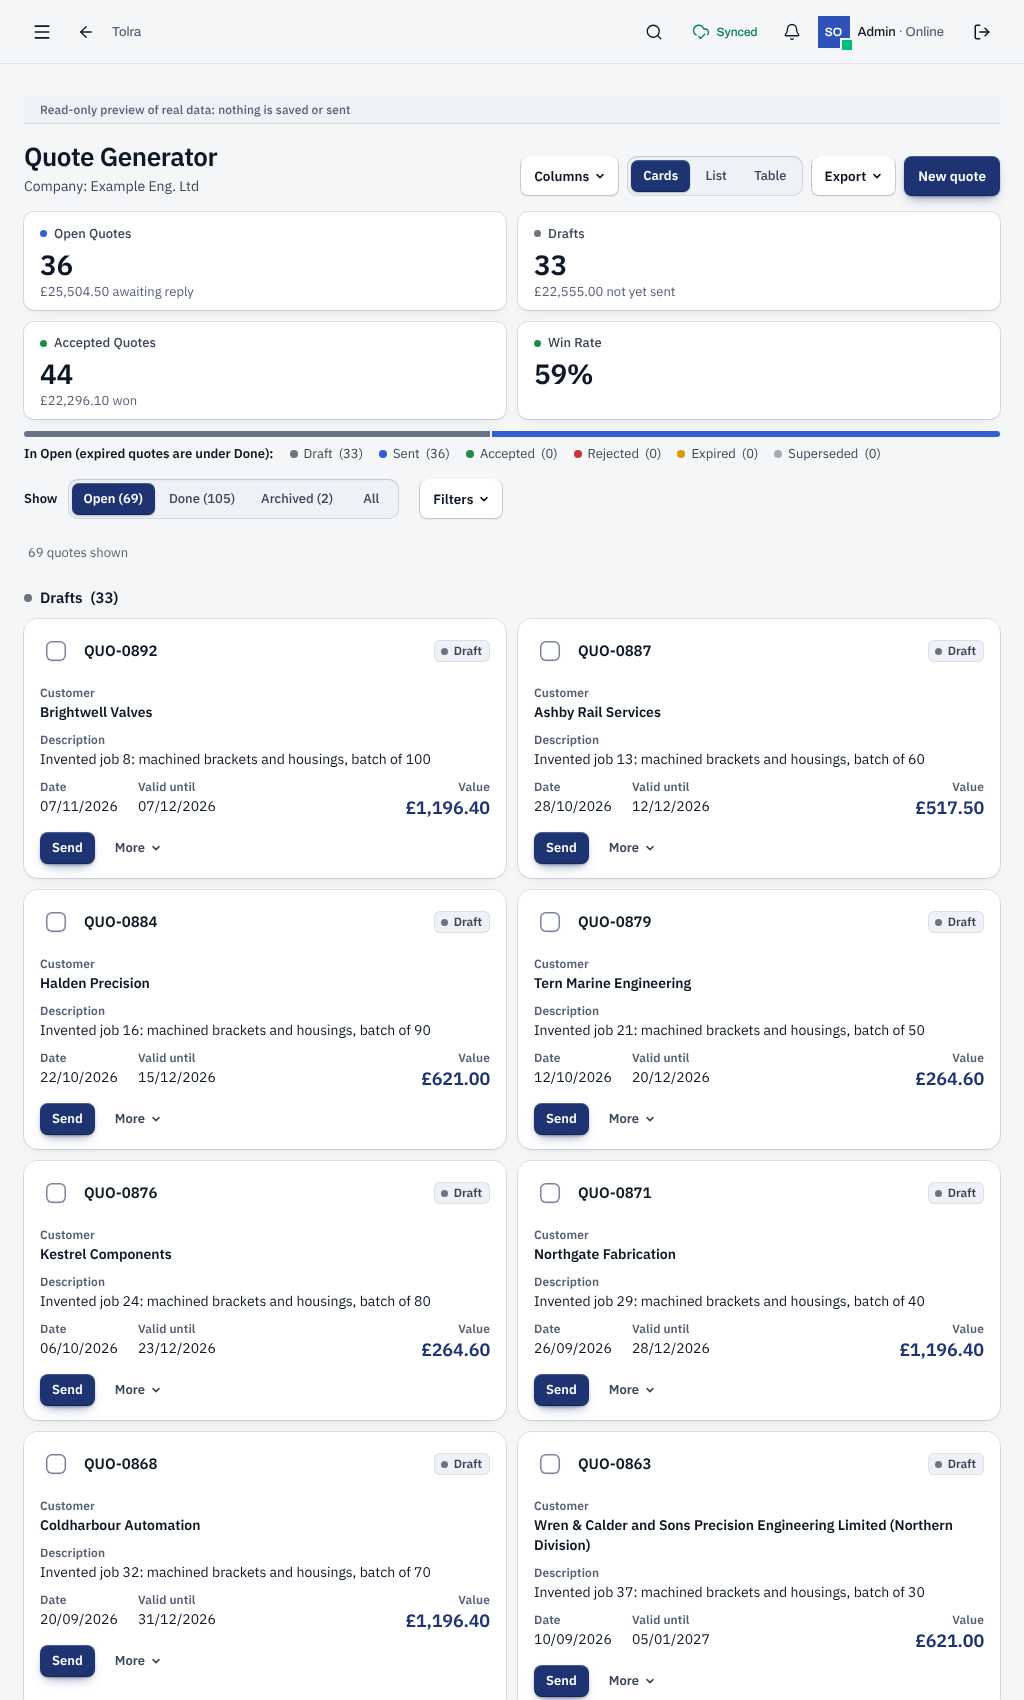 Tolra
Synced
SO
Admin · Online
Read-only preview of real data: nothing is saved or sent
Quote Generator
Company: Example Eng. Ltd
Columns
Cards
List
Table
Export
New quote
Open Quotes
36
£25,504.50 awaiting reply
Drafts
33
£22,555.00 not yet sent
Accepted Quotes
44
£22,296.10 won
Win Rate
59%
In Open (expired quotes are under Done): Draft (33) Sent (36) Accepted (0) Rejected (0) Expired (0) Superseded (0)
Show
Open (69)
Done (105)
Archived (2)
All
Filters
69 quotes shown
Drafts (33)
QUO-0892
Draft
Customer
Brightwell Valves
Description
Invented job 8: machined brackets and housings, batch of 100
Date Valid until Value
07/11/2026 07/12/2026 £1,196.40
Send More
QUO-0887
Draft
Customer
Ashby Rail Services
Description
Invented job 13: machined brackets and housings, batch of 60
Date Valid until Value
28/10/2026 12/12/2026 £517.50
Send More
QUO-0884
Draft
Customer
Halden Precision
Description
Invented job 16: machined brackets and housings, batch of 90
Date Valid until Value
22/10/2026 15/12/2026 £621.00
Send More
QUO-0879
Draft
Customer
Tern Marine Engineering
Description
Invented job 21: machined brackets and housings, batch of 50
Date Valid until Value
12/10/2026 20/12/2026 £264.60
Send More
QUO-0876
Draft
Customer
Kestrel Components
Description
Invented job 24: machined brackets and housings, batch of 80
Date Valid until Value
06/10/2026 23/12/2026 £264.60
Send More
QUO-0871
Draft
Customer
Northgate Fabrication
Description
Invented job 29: machined brackets and housings, batch of 40
Date Valid until Value
26/09/2026 28/12/2026 £1,196.40
Send More
QUO-0868
Draft
Customer
Coldharbour Automation
Description
Invented job 32: machined brackets and housings, batch of 70
Date Valid until Value
20/09/2026 31/12/2026 £1,196.40
Send More
QUO-0863
Draft
Customer
Wren & Calder and Sons Precision Engineering Limited (Northern
Division)
Description
Invented job 37: machined brackets and housings, batch of 30
Date Valid until Value
10/09/2026 05/01/2027 £621.00
Send More